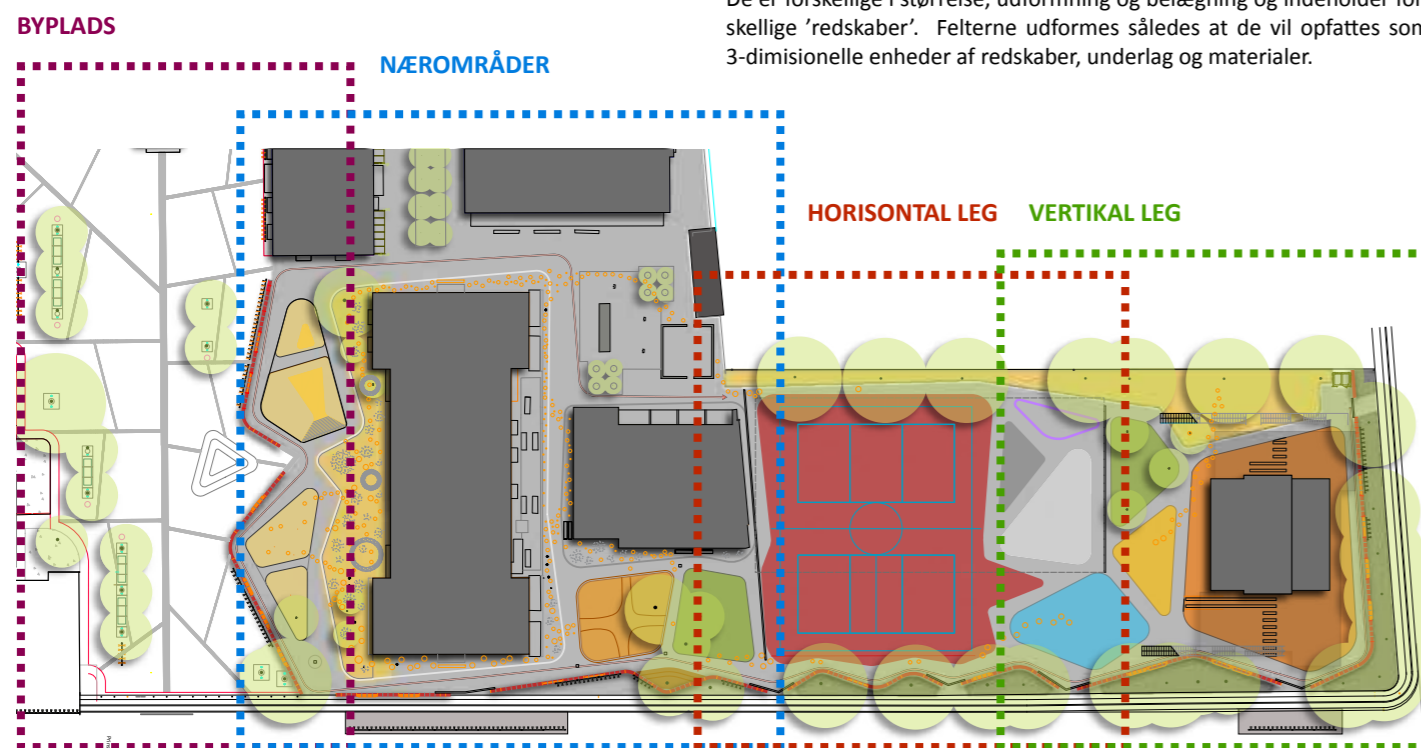 De er forskellige i størrelse, udformning og belægning og indeholder for-
skellige ’redskaber’. Felterne udformes således at de vil opfattes som
3-dimisionelle enheder af redskaber, underlag og materialer.
BYPLADS
NÆROMRÅDER
HORISONTAL LEG
VERTIKAL LEG